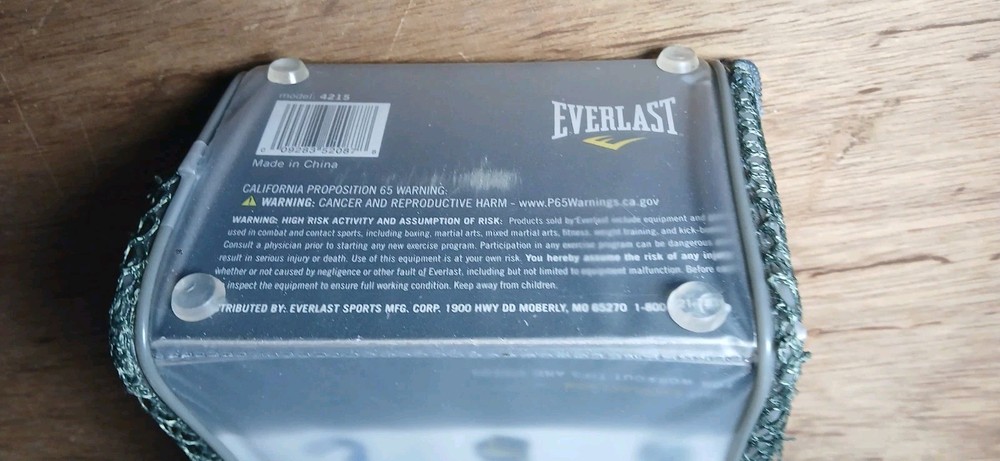 model: 4215
EVERLAST
0 09283 52087 8
Made in China
CALIFORNIA PROPOSITION 65 WARNING:
WARNING: CANCER AND REPRODUCTIVE HARM - www.P65Warnings.ca.gov
WARNING: HIGH RISK ACTIVITY AND ASSUMPTION OF RISK: Products sold by Everlast include equipment and
used in combat and contact sports, including boxing, martial arts, mixed martial arts, fitness, weight training, and kick-box
Consult a physician prior to starting any new exercise program. Participation in any exercise program can be dangerous
result in serious injury or death. Use of this equipment is at your own risk. You hereby assume the risk of any inj
whether or not caused by negligence or other fault of Everlast, including but not limited to equipment malfunction. Before
inspect the equipment to ensure full working condition. Keep away from children.
TRIBUTED BY: EVERLAST SPORTS MFG. CORP. 1900 HWY DD MOBERLY, MO 65270 1-800